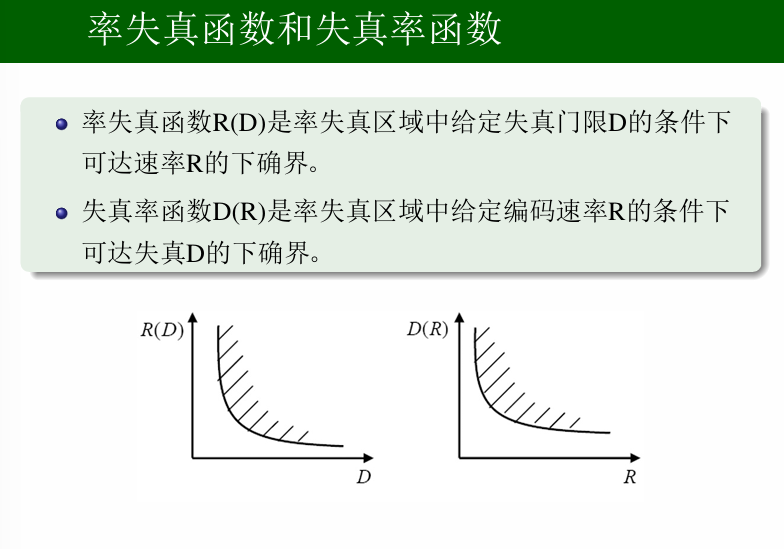 率失真函数和失真率函数
率失真函数R(D)是率失真区域中给定失真门限D的条件下
可达速率R的下确界。
失真率函数D(R)是率失真区域中给定编码速率R的条件下
可达失真D的下确界。
R(D)
D
D(R)
R